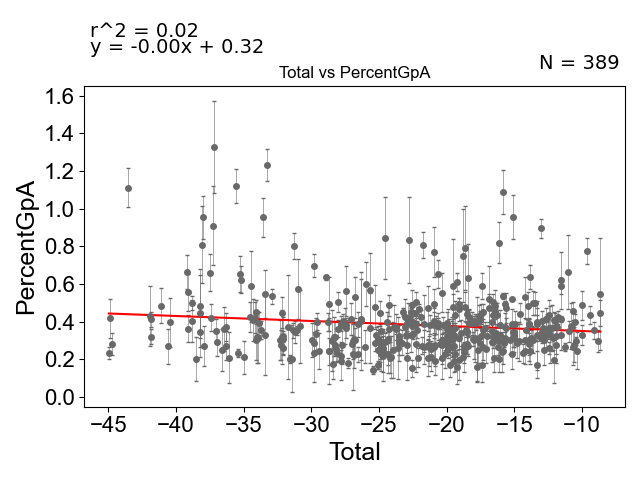 r^2 = 0.02
y = -0.00x + 0.32
N = 389
Total vs PercentGpA
PercentGpA
1.6
1.4
1.2
1.0
0.8
0.6
0.4
0.2
0.0
−45 −40 −35 −30 −25 −20 −15 −10
Total